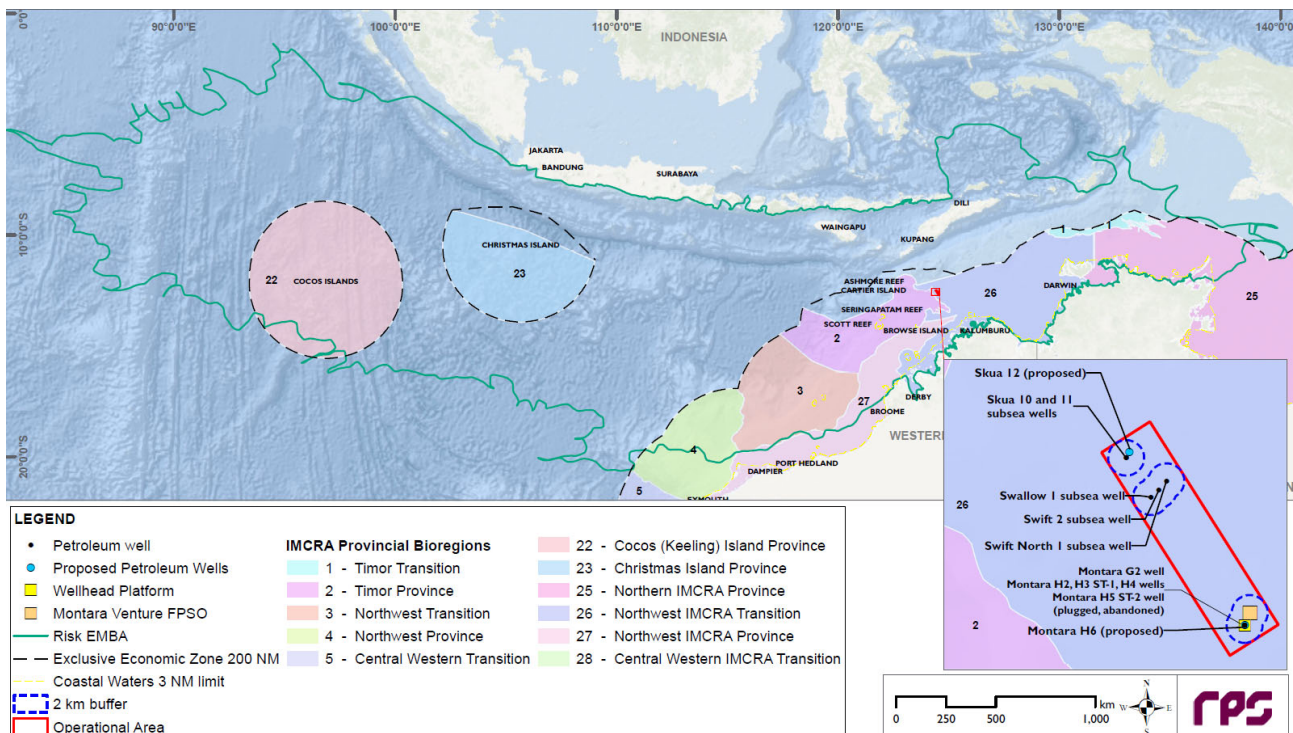 0°0'0"
90°0'0"E
100°0'0"E
110°0'0"E
120°0'0"E
130°0'0"E
140°0'0"
INDONESIA
JAKARTA
BANDUNG
SURABAYA
DILI
WAINGAPU
KUPANG
10°0'0"S
CHRISTMAS ISLAND
23
22
COCOS ISLANDS
1
1
ASHMORE REEF
CARTIER ISLAND
26
DARWIN
25
SERINGAPATAM REEF
SCOTT REEF
BROWSE ISLAND
KALUMBURU
2
3
27
DERBY
BROOME
WESTER
20°0'0"S
4
PORT HEDLAND
DAMPIER
5
Skua 12 (proposed)
Skua 10 and 11
subsea wells
Swallow 1 subsea well
26
Swift 2 subsea well
Swift North 1 subsea well
Montara G2 well
Montara H2, H3 ST-1, H4 wells
Montara H5 ST-2 well
(plugged, abandoned)
2
Montara H6 (proposed)
LEGEND
Petroleum well
Proposed Petroleum Wells
Wellhead Platform
Montara Venture FPSO
Risk EMBA
Exclusive Economic Zone 200 NM
Coastal Waters 3 NM limit
2 km buffer
Operational Area
IMCRA Provincial Bioregions
1 - Timor Transition
2 - Timor Province
3 - Northwest Transition
4 - Northwest Province
5 - Central Western Transition
22 - Cocos (Keeling) Island Province
23 - Christmas Island Province
25 - Northern IMCRA Province
26 - Northwest IMCRA Transition
27 - Northwest IMCRA Province
28 - Central Western IMCRA Transition
0 250 500 1,000
km
N
W E
S
rps